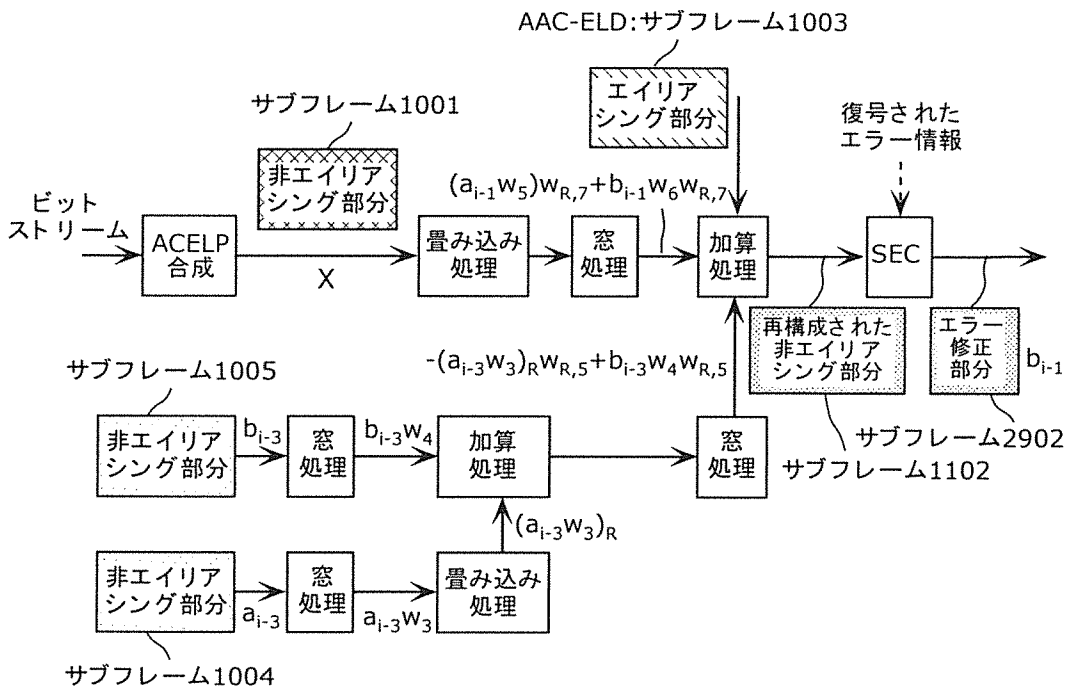 AAC-ELD:サブフレーム1003
エイリア
シング部分
サブフレーム1001
非エイリア
シング部分
復号された
エラー情報
ビット
ストリーム
ACELP
合成
X
畳み込み
処理
窓
処理
(a_{i-1}w_5)w_{R,7}+b_{i-1}w_6w_{R,7}
加算
処理
SEC
再構成された
非エイリア
シング部分
エラー
修正
部分
b_{i-1}
-(a_{i-3}w_3)_Rw_{R,5}+b_{i-3}w_4w_{R,5}
サブフレーム2902
サブフレーム1102
サブフレーム1005
非エイリア
シング部分
b_{i-3}
窓
処理
b_{i-3}w_4
加算
処理
窓
処理
(a_{i-3}w_3)_R
非エイリア
シング部分
a_{i-3}
窓
処理
a_{i-3}w_3
畳み込み
処理
サブフレーム1004